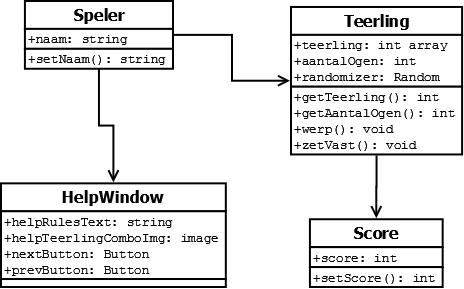 Speler
+naam: string
+setNaam(): string
Teerling
+teerling: int array
+aantalOgen: int
+randomizer: Random
+getTeerling(): int
+getAantalOgen(): int
+werp(): void
+zetVast(): void
HelpWindow
+helpRulesText: string
+helpTeerlingComboImg: image
+nextButton: Button
+prevButton: Button
Score
+score: int
+setScore(): int